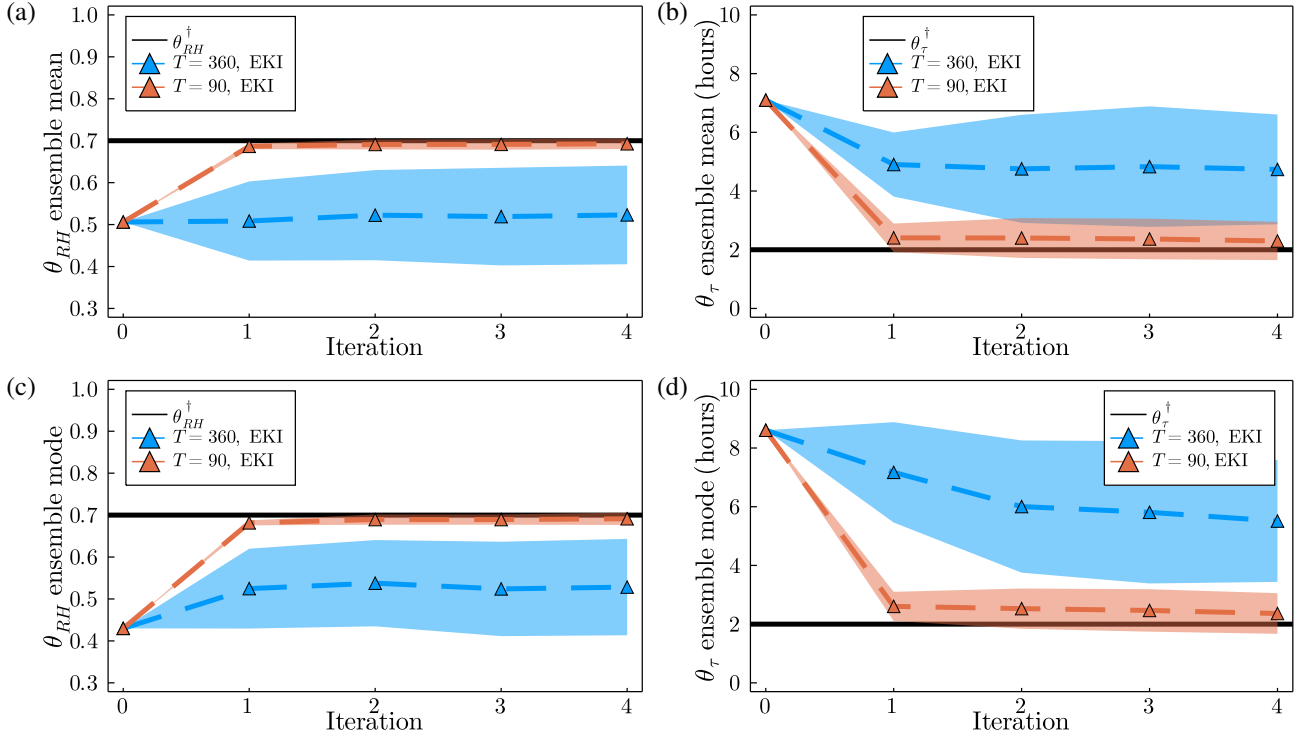 (a)
1.0
0.9
0.8
0.7
0.6
0.5
0.4
0.3
θ_RH ensemble mean
θ†_RH
T = 360, EKI
T = 90, EKI
0 1 2 3 4
Iteration
(b)
10
8
6
4
2
0
θ_τ ensemble mean (hours)
θ†_τ
T = 360, EKI
T = 90, EKI
0 1 2 3 4
Iteration
(c)
1.0
0.9
0.8
0.7
0.6
0.5
0.4
0.3
θ_RH ensemble mode
θ†_RH
T = 360, EKI
T = 90, EKI
0 1 2 3 4
Iteration
(d)
10
8
6
4
2
0
θ_τ ensemble mode (hours)
θ†_τ
T = 360, EKI
T = 90, EKI
0 1 2 3 4
Iteration